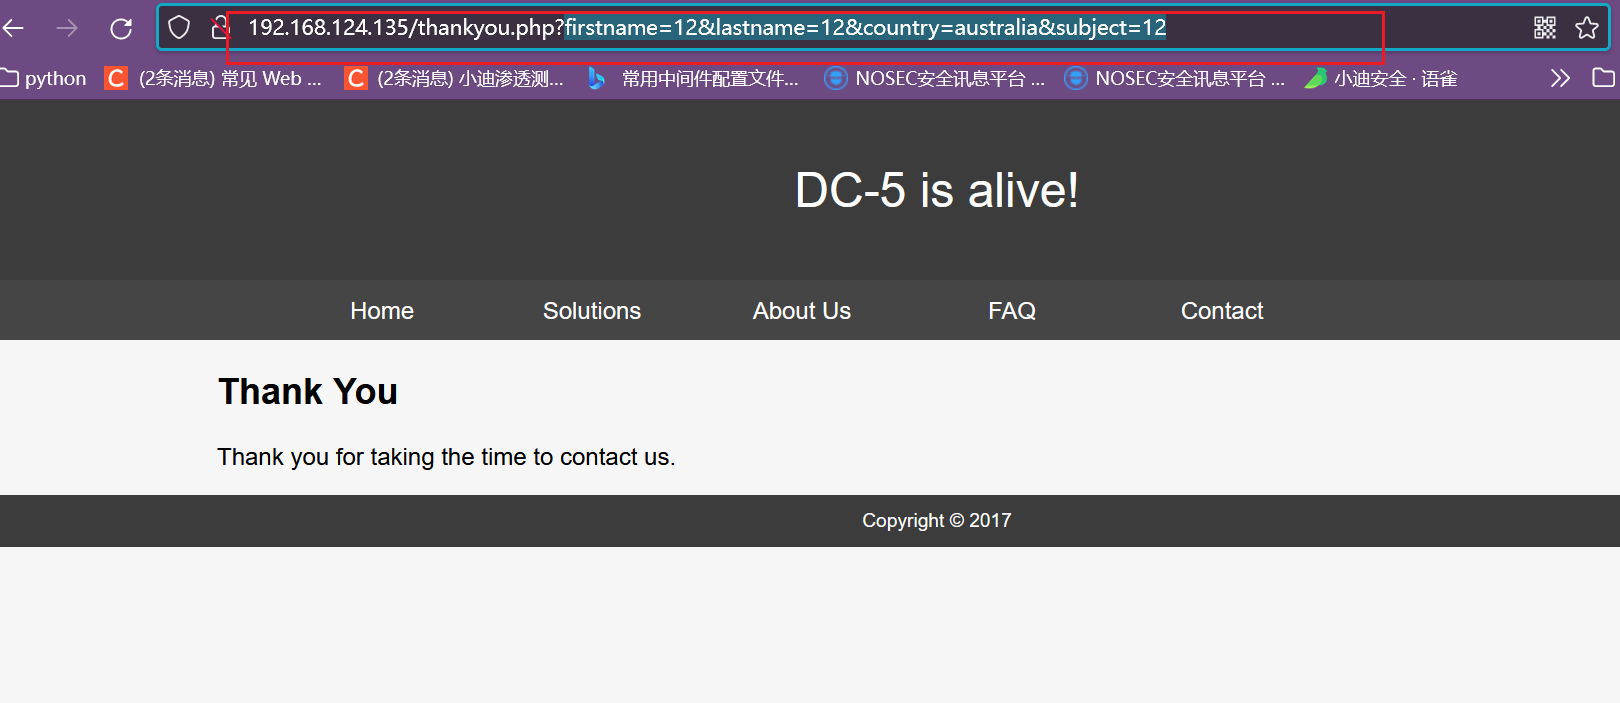 192.168.124.135/thankyou.php?firstname=12&lastname=12&country=australia&subject=12
python (2条消息) 常见 Web ... (2条消息) 小迪渗透测... 常用中间件配置文件... NOSEC安全讯息平台 ... NOSEC安全讯息平台 ... 小迪安全 · 语雀
DC-5 is alive!
Home Solutions About Us FAQ Contact
Thank You
Thank you for taking the time to contact us.
Copyright © 2017